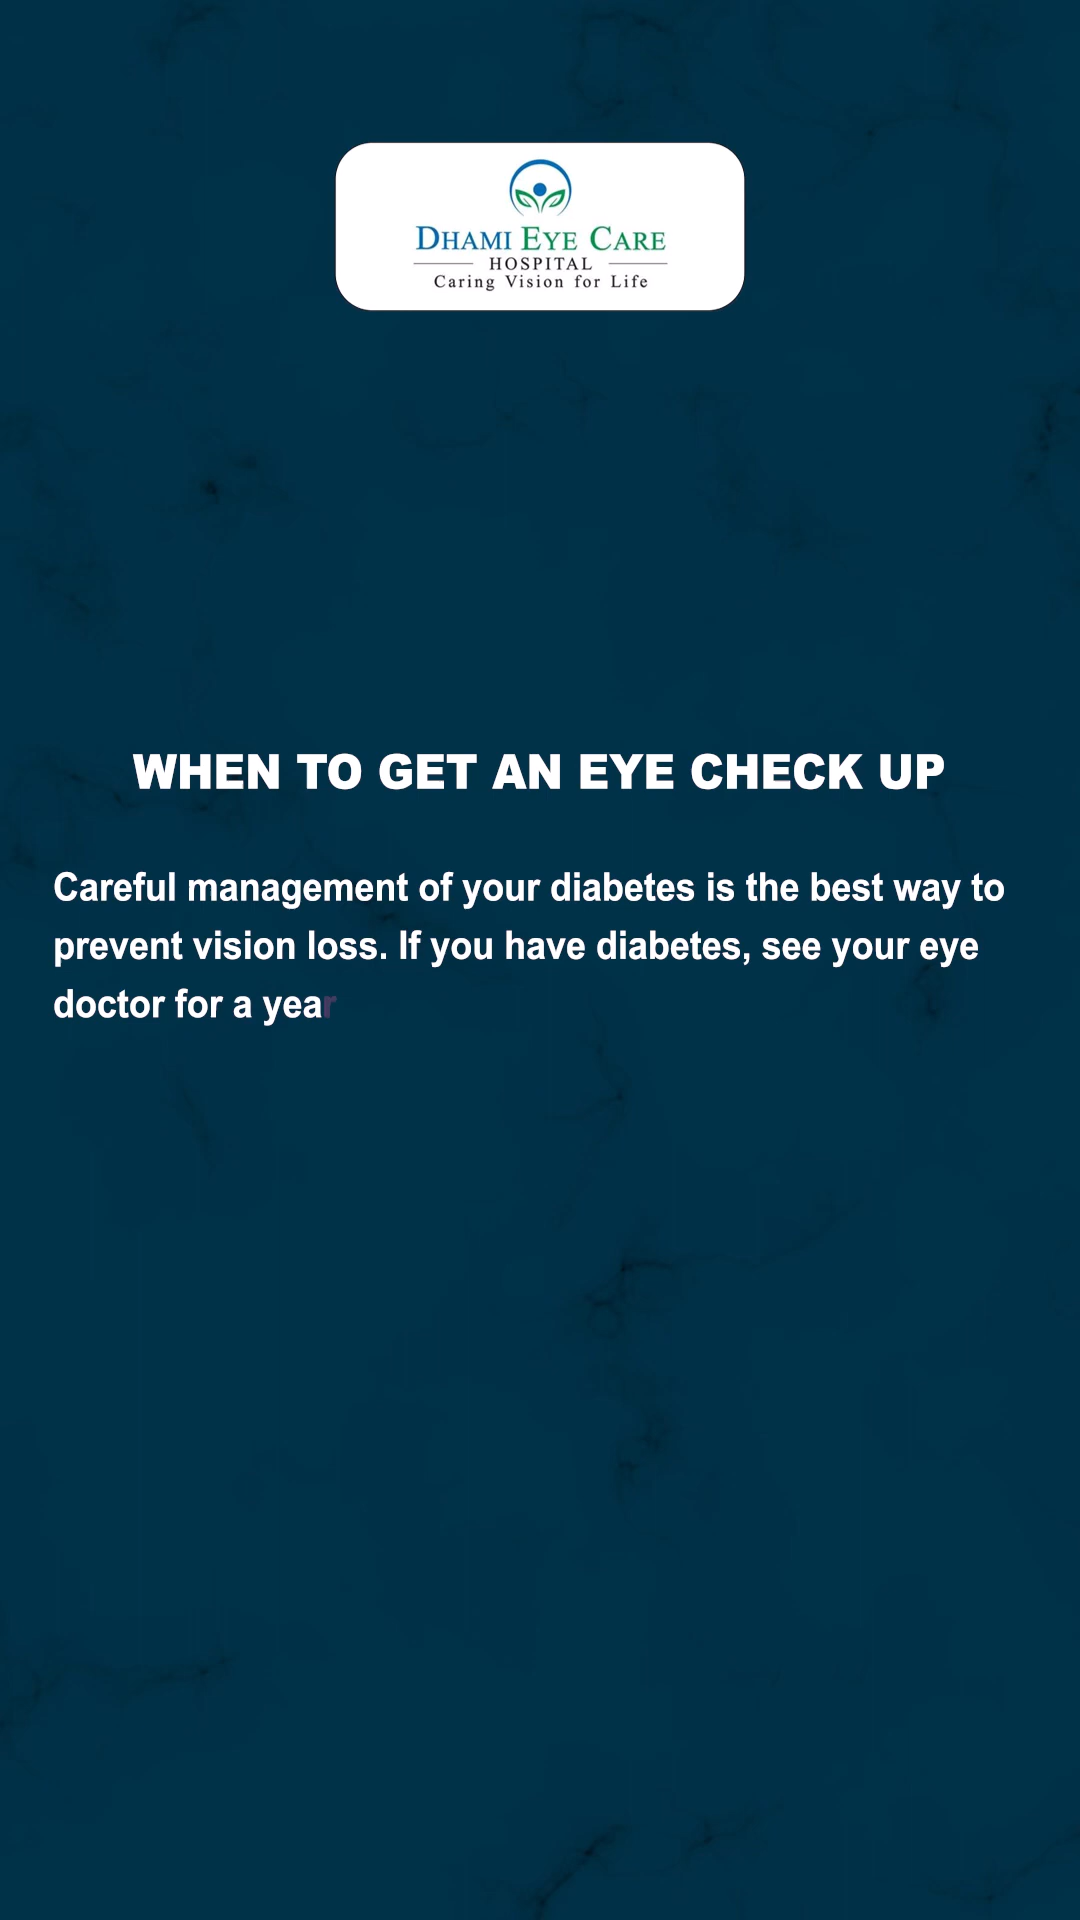 DHAMI EYE CARE
HOSPITAL
Caring Vision for Life
WHEN TO GET AN EYE CHECK UP
Careful management of your diabetes is the best way to
prevent vision loss. If you have diabetes, see your eye
doctor for a year